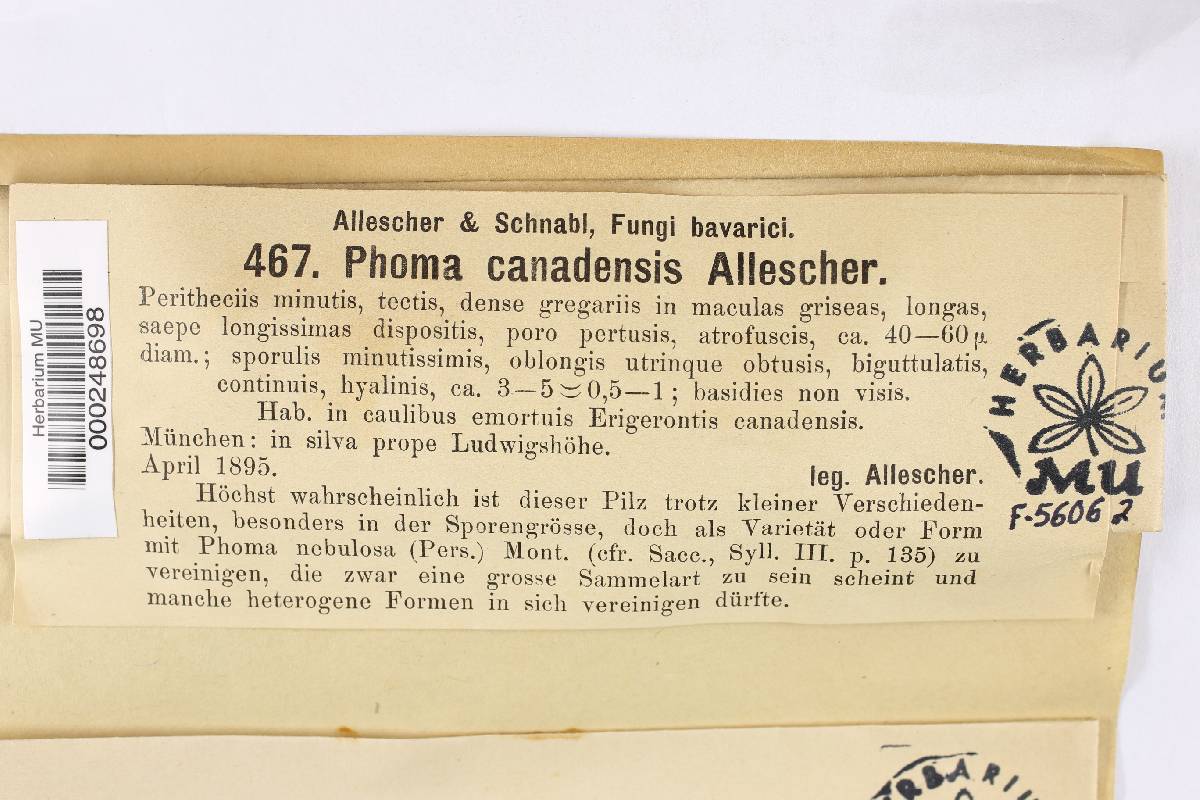 Allescher & Schnabl, Fungi bavarici.
467. Phoma canadensis Allescher.
Peritheciis minutis, tectis, dense gregariis in maculas griseas, longas,
saepe longissimas dispositis, poro pertusis, atrofuscis, ca. 40—60 µ
diam.; sporulis minutissimis, oblongis utrinque obtusis, biguttulatis,
continuis, hyalinis, ca. 3—5 ≍ 0,5—1; basidies non visis.
Hab. in caulibus emortuis Erigerontis canadensis.
München: in silva prope Ludwigshöhe.
April 1895.
leg. Allescher.
Höchst wahrscheinlich ist dieser Pilz trotz kleiner Verschieden-
heiten, besonders in der Sporengrösse, doch als Varietät oder Form
mit Phoma nebulosa (Pers.) Mont. (cfr. Sacc., Syll. III. p. 135) zu
vereinigen, die zwar eine grosse Sammelart zu sein scheint und
manche heterogene Formen in sich vereinigen dürfte.
Herbarium MU
000248698
HERBARIUM
MU
F-56062